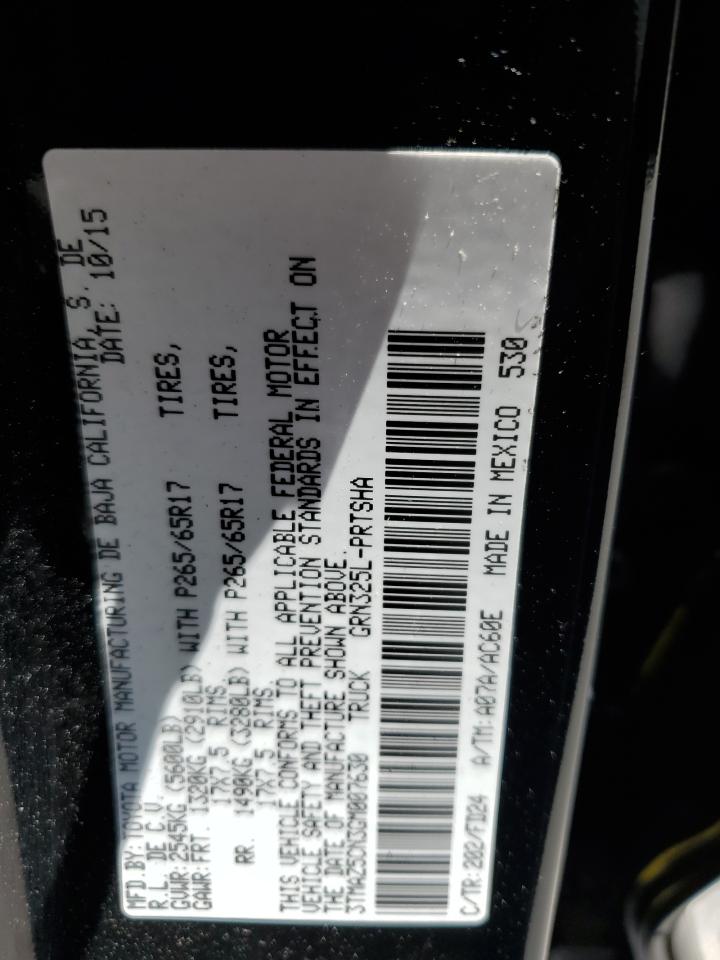 MFD.BY:TOYOTA MOTOR MANUFACTURING DE BAJA CALIFORNIA, S. DE
R.L. DE C.V. DATE: 10/15
GVWR:2545KG (5600LB)
GAWR:FRT. 1320KG (2910LB) WITH P265/65R17 TIRES,
17X7.5 RIMS
RR. 1490KG (3280LB) WITH P265/65R17 TIRES,
17X7.5 RIMS.
THIS VEHICLE CONFORMS TO ALL APPLICABLE FEDERAL MOTOR
VEHICLE SAFETY AND THEFT PREVENTION STANDARDS IN EFFECT ON
THE DATE OF MANUFACTURE SHOWN ABOVE.
3TMAZ5CN3GM007630 TRUCK GRN325L-PRTSHA
C/TR:202/FD24 A/TM:A07A/AC60E MADE IN MEXICO 530